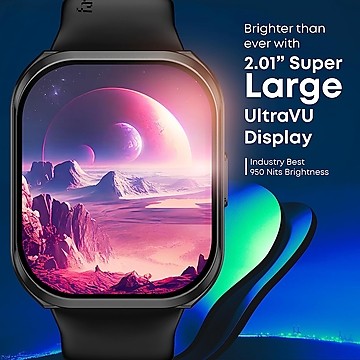 Brighter than
ever with
2.01” Super
Large
UltraVU
Display
Industry Best
950 Nits Brightness